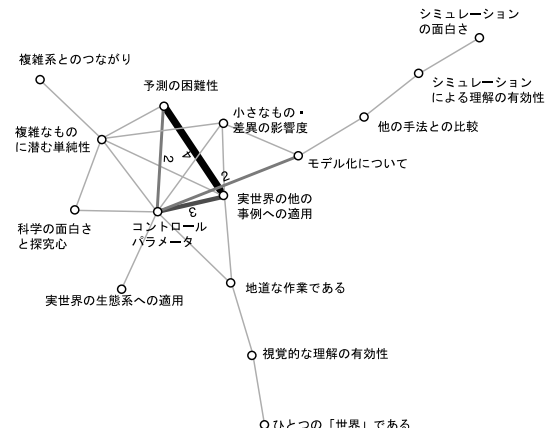 シミュレーション
の面白さ
複雑系とのつながり
予測の困難性
シミュレーション
による理解の有効性
小さなもの・
差異の影響度
他の手法との比較
複雑なもの
に潜む単純性
モデル化について
2
4
2
実世界の他の
事例への適用
3
科学の面白さ
と探究心
コントロール
パラメータ
地道な作業である
実世界の生態系への適用
視覚的な理解の有効性
ひとつの「世界」である